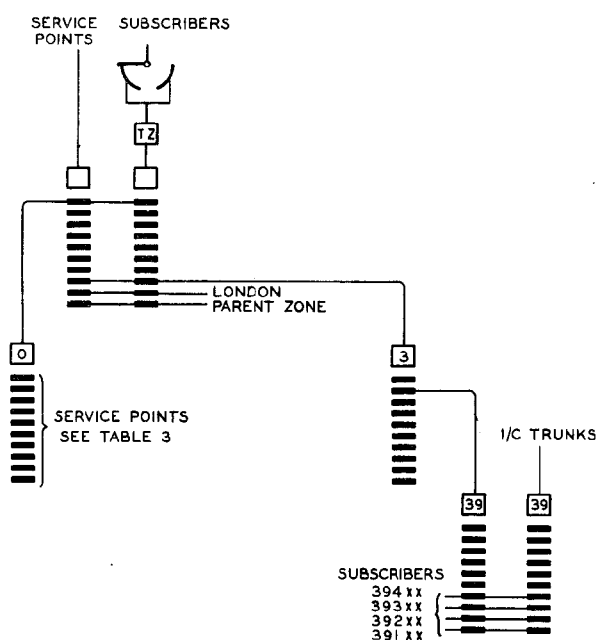 SERVICE POINTS
SUBSCRIBERS
TZ
LONDON
PARENT ZONE
0
3
SERVICE POINTS
SEE TABLE 3
I/C TRUNKS
39
39
SUBSCRIBERS
394XX
393XX
392XX
391XX